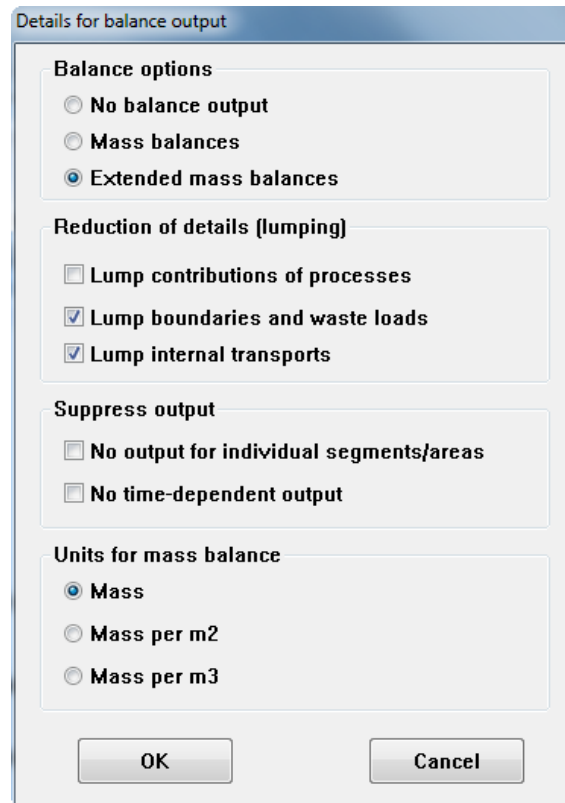 Details for balance output
Balance options
No balance output
Mass balances
Extended mass balances
Reduction of details (lumping)
Lump contributions of processes
Lump boundaries and waste loads
Lump internal transports
Suppress output
No output for individual segments/areas
No time-dependent output
Units for mass balance
Mass
Mass per m2
Mass per m3
OK Cancel